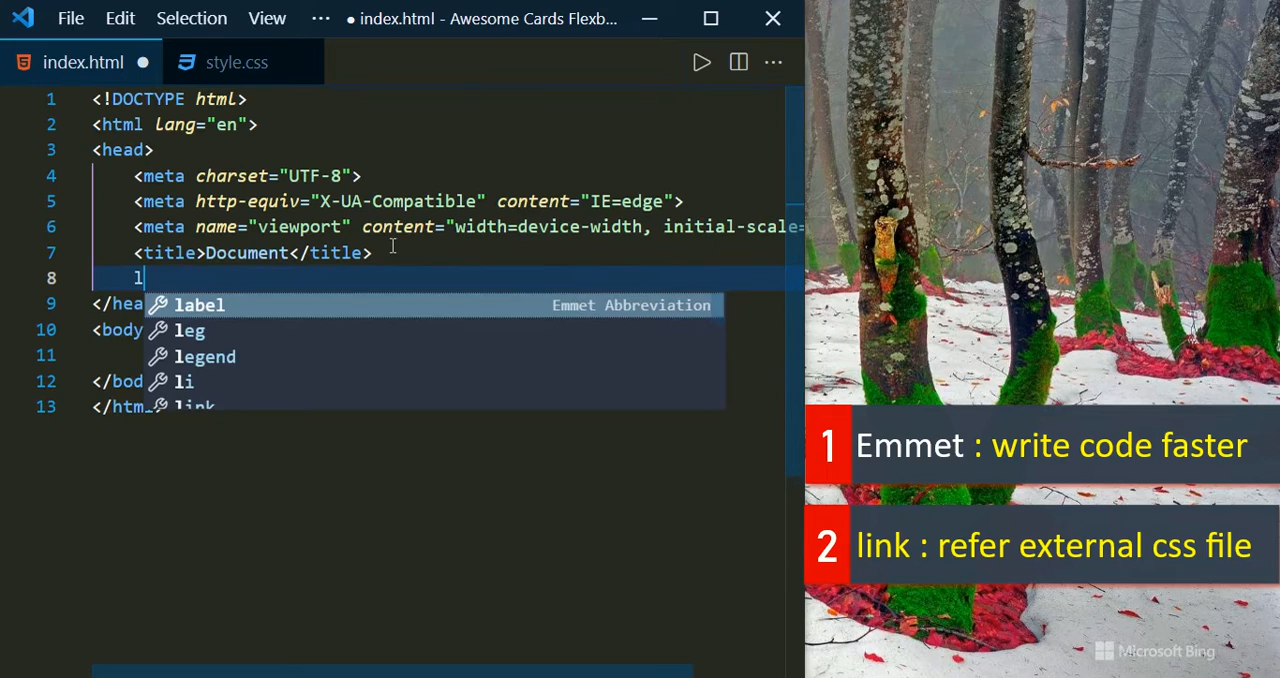 File Edit Selection View ··· ● index.html - Awesome Cards Flexb...
index.html ● style.css ···
1 <!DOCTYPE html>
2 <html lang="en">
3 <head>
4 <meta charset="UTF-8">
5 <meta http-equiv="X-UA-Compatible" content="IE=edge">
6 <meta name="viewport" content="width=device-width, initial-scale=
7 <title>Document</title>
8 l
label Emmet Abbreviation
9 </hea
leg
10 <body
legend
11
li
12 </bod
link
13 </htm
1 Emmet : write code faster
2 link : refer external css file
Microsoft Bing